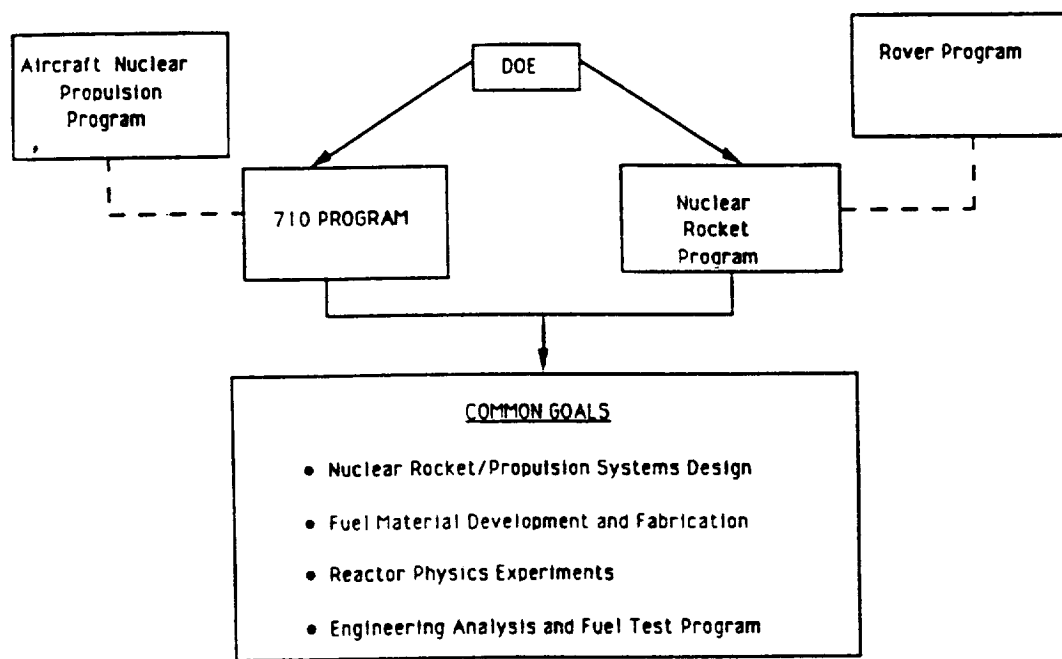 Aircraft Nuclear
Propulsion
Program
DOE
Rover Program
710 PROGRAM
Nuclear
Rocket
Program
COMMON GOALS
• Nuclear Rocket/Propulsion Systems Design
• Fuel Material Development and Fabrication
• Reactor Physics Experiments
• Engineering Analysis and Fuel Test Program